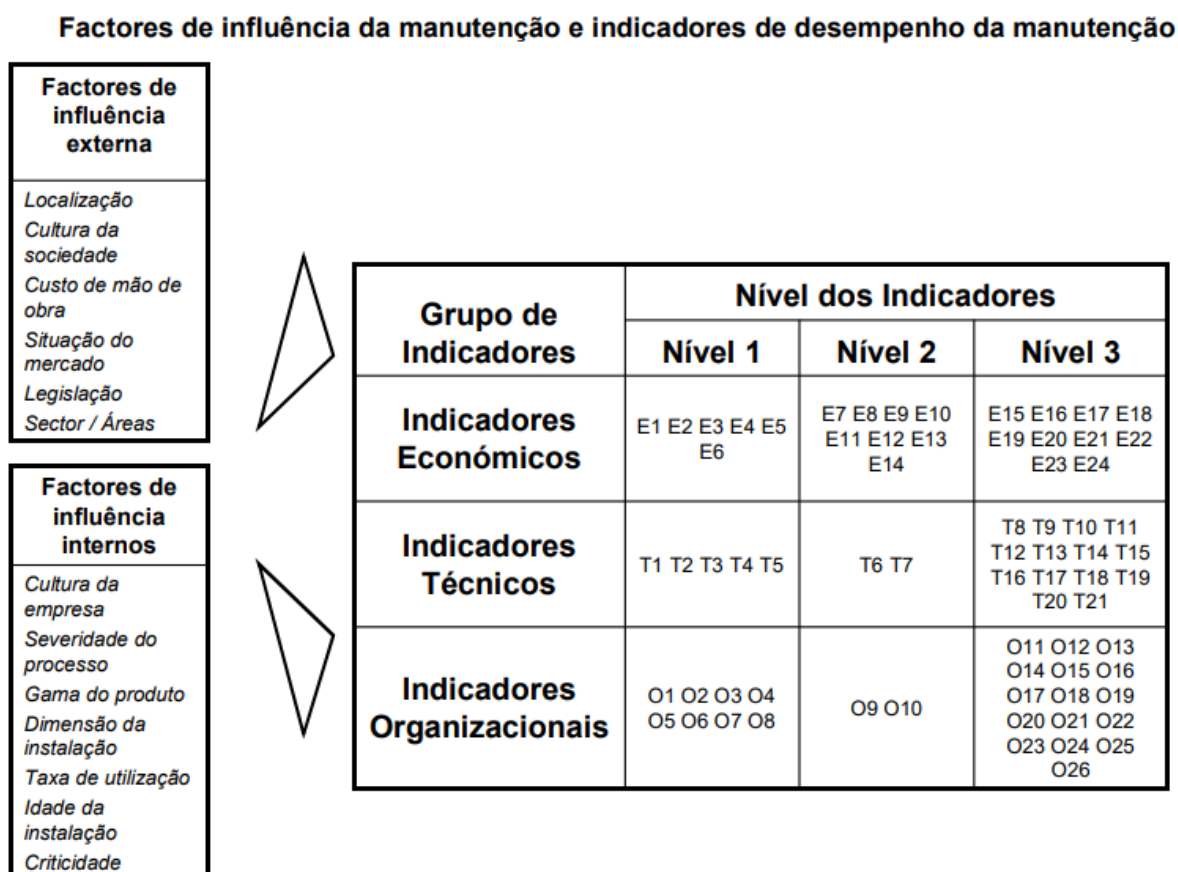 Factores de influência da manutenção e indicadores de desempenho da manutenção
Factores de
influência
externa
Localização
Cultura da
sociedade
Custo de mão de
obra
Situação do
mercado
Legislação
Sector / Áreas
Factores de
influência
internos
Cultura da
empresa
Severidade do
processo
Gama do produto
Dimensão da
instalação
Taxa de utilização
Idade da
instalação
Criticidade
Grupo de
Indicadores
Nível dos Indicadores
Nível 1
Nível 2
Nível 3
Indicadores
Económicos
E1 E2 E3 E4 E5
E6
E7 E8 E9 E10
E11 E12 E13
E14
E15 E16 E17 E18
E19 E20 E21 E22
E23 E24
Indicadores
Técnicos
T1 T2 T3 T4 T5
T6 T7
T8 T9 T10 T11
T12 T13 T14 T15
T16 T17 T18 T19
T20 T21
Indicadores
Organizacionais
O1 O2 O3 O4
O5 O6 O7 O8
O9 O10
O11 O12 O13
O14 O15 O16
O17 O18 O19
O20 O21 O22
O23 O24 O25
O26